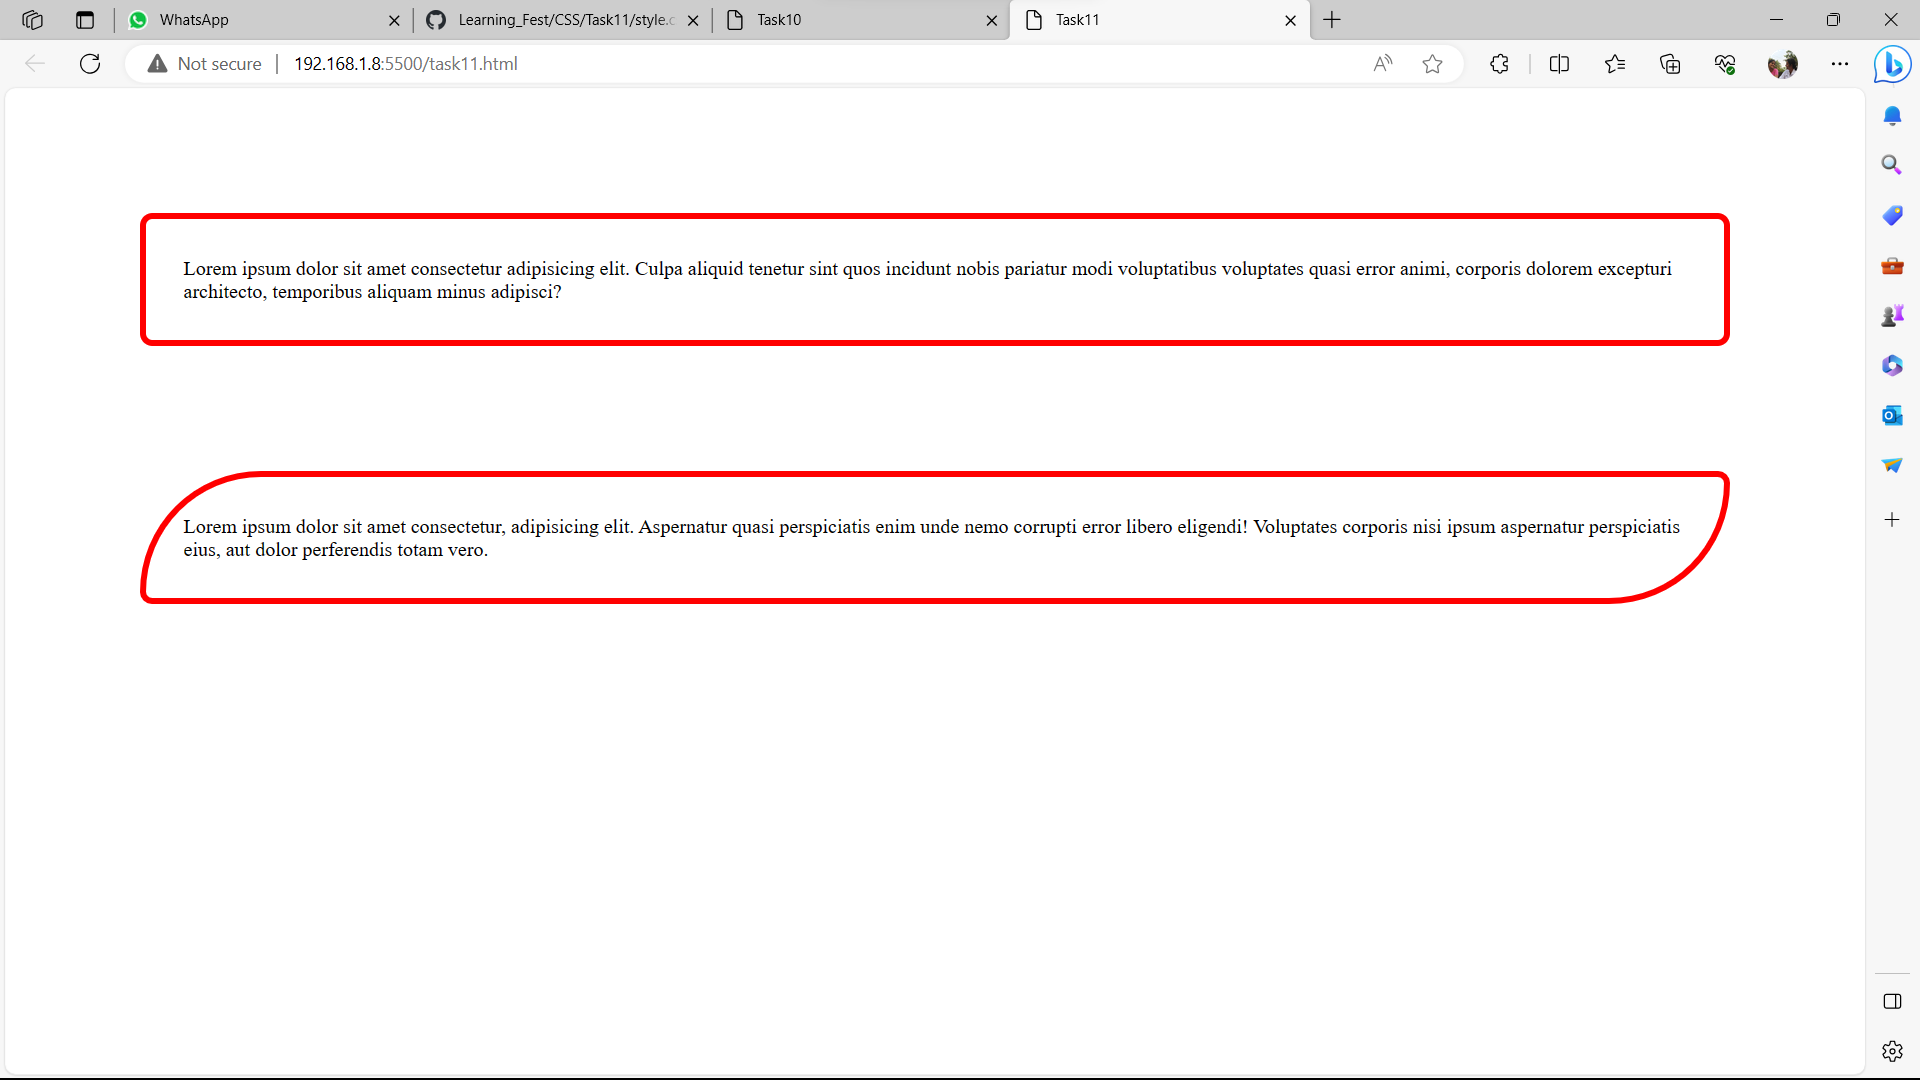 WhatsApp
Learning_Fest/CSS/Task11/style.c
Task10
Task11
Not secure
192.168.1.8:5500/task11.html
Lorem ipsum dolor sit amet consectetur adipisicing elit. Culpa aliquid tenetur sint quos incidunt nobis pariatur modi voluptatibus voluptates quasi error animi, corporis dolorem excepturi
architecto, temporibus aliquam minus adipisci?
Lorem ipsum dolor sit amet consectetur, adipisicing elit. Aspernatur quasi perspiciatis enim unde nemo corrupti error libero eligendi! Voluptates corporis nisi ipsum aspernatur perspiciatis
eius, aut dolor perferendis totam vero.